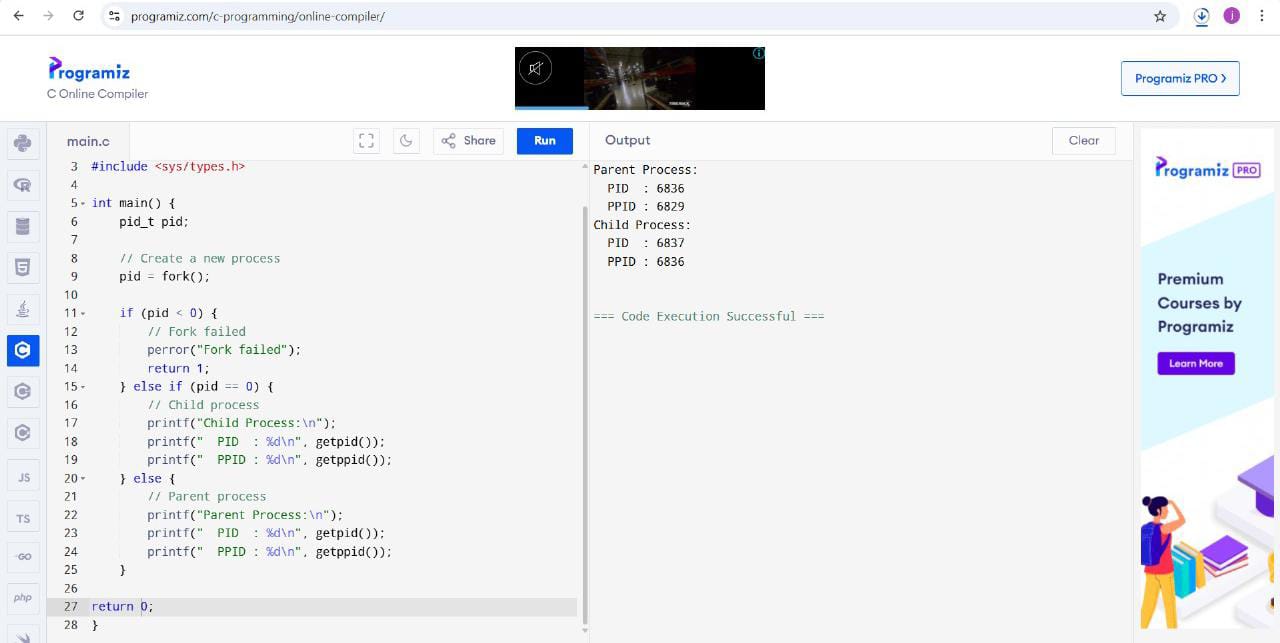 programiz.com/c-programming/online-compiler/
j
Programiz
C Online Compiler
Programiz PRO >
main.c
Share
Run
Output
Clear
3 #include <sys/types.h>
4
5 int main() {
6     pid_t pid;
7
8     // Create a new process
9     pid = fork();
10
11     if (pid < 0) {
12         // Fork failed
13         perror("Fork failed");
14         return 1;
15     } else if (pid == 0) {
16         // Child process
17         printf("Child Process:\n");
18         printf("  PID  : %d\n", getpid());
19         printf("  PPID : %d\n", getppid());
20     } else {
21         // Parent process
22         printf("Parent Process:\n");
23         printf("  PID  : %d\n", getpid());
24         printf("  PPID : %d\n", getppid());
25     }
26
27 return 0;
28 }
Parent Process:
  PID  : 6836
  PPID : 6829
Child Process:
  PID  : 6837
  PPID : 6836
=== Code Execution Successful ===
JS
TS
GO
php
Programiz PRO
Premium
Courses by
Programiz
Learn More